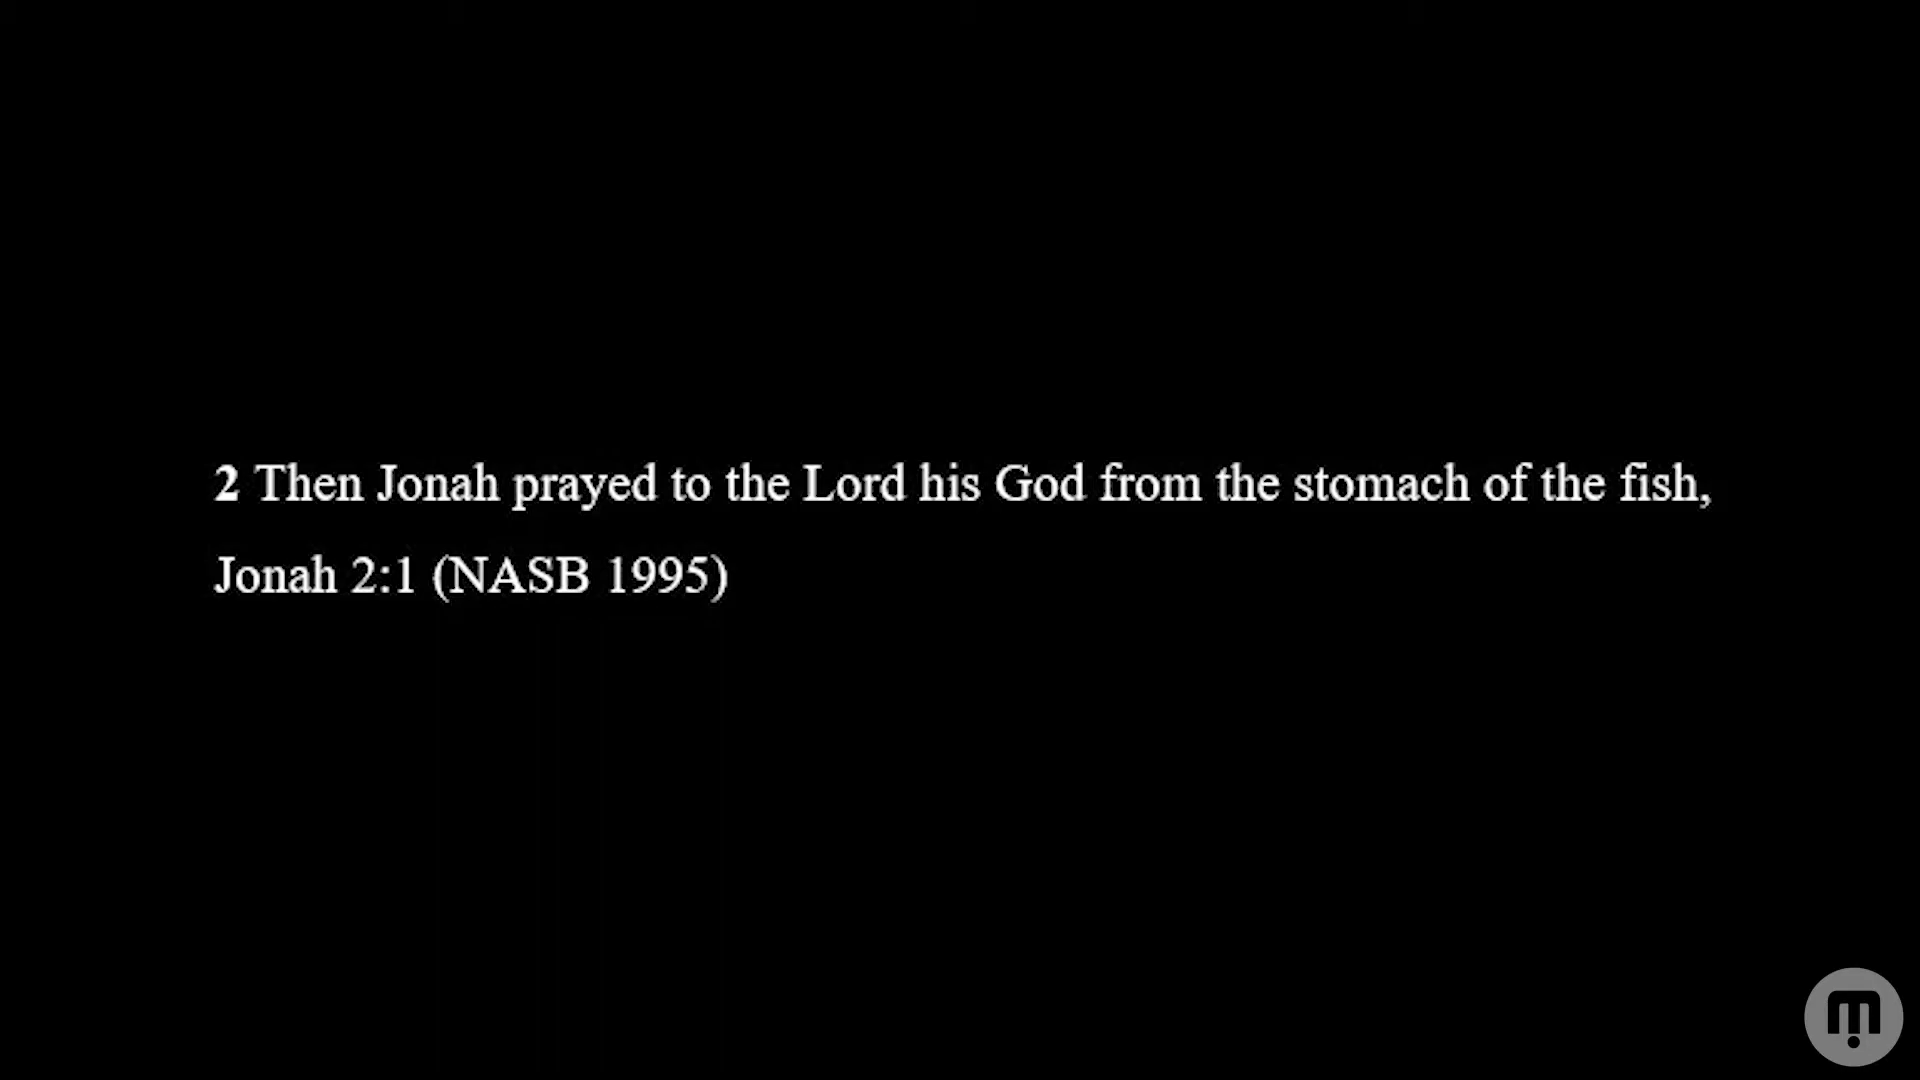 2 Then Jonah prayed to the Lord his God from the stomach of the fish,
Jonah 2:1 (NASB 1995)